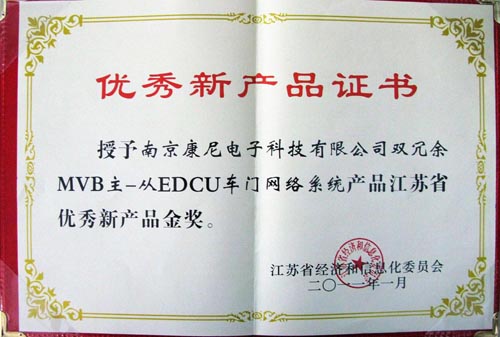 优秀新产品证书
授予南京康尼电子科技有限公司双冗余
MVB主-从EDCU车门网络系统产品江苏省
优秀新产品金奖。
江苏省经济和信息化委员会
二〇一一年一月